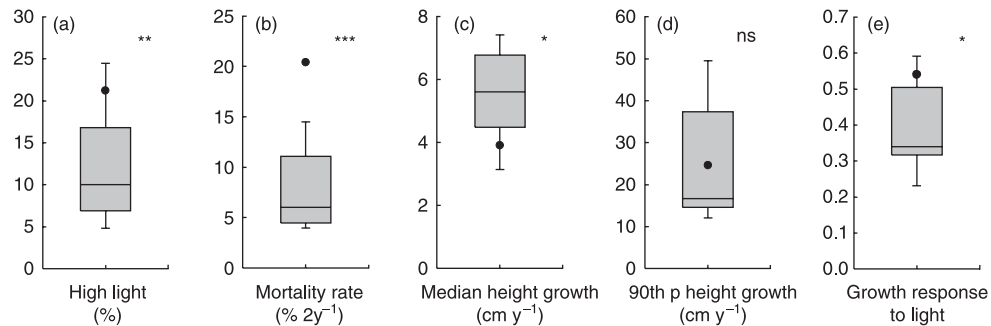 (a)
**
30
25
20
15
10
5
0
High light
(%)
(b)
***
25
20
15
10
5
0
Mortality rate
(% 2y⁻¹)
(c)
*
8
6
4
2
0
Median height growth
(cm y⁻¹)
(d)
ns
60
50
40
30
20
10
0
90th p height growth
(cm y⁻¹)
(e)
*
0.7
0.6
0.5
0.4
0.3
0.2
0.1
0.0
Growth response
to light